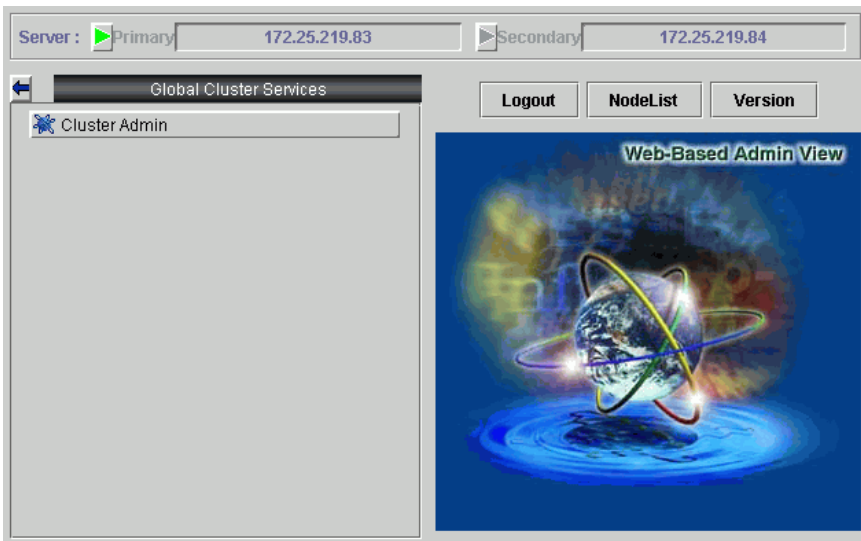 Server : Primary 172.25.219.83 Secondary 172.25.219.84
Global Cluster Services
Logout NodeList Version
Cluster Admin
Web-Based Admin View